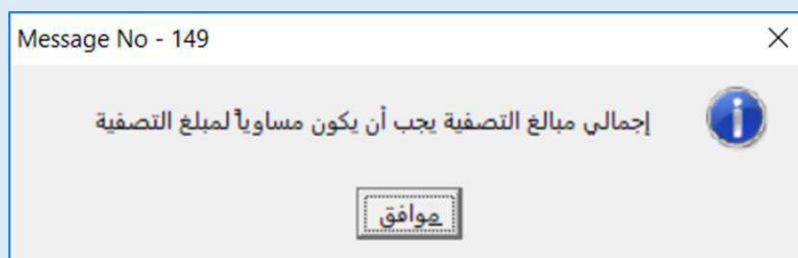 Message No - 149
إجمالي مبالغ التصفية يجب أن يكون مساوياً لمبلغ التصفية
موافق